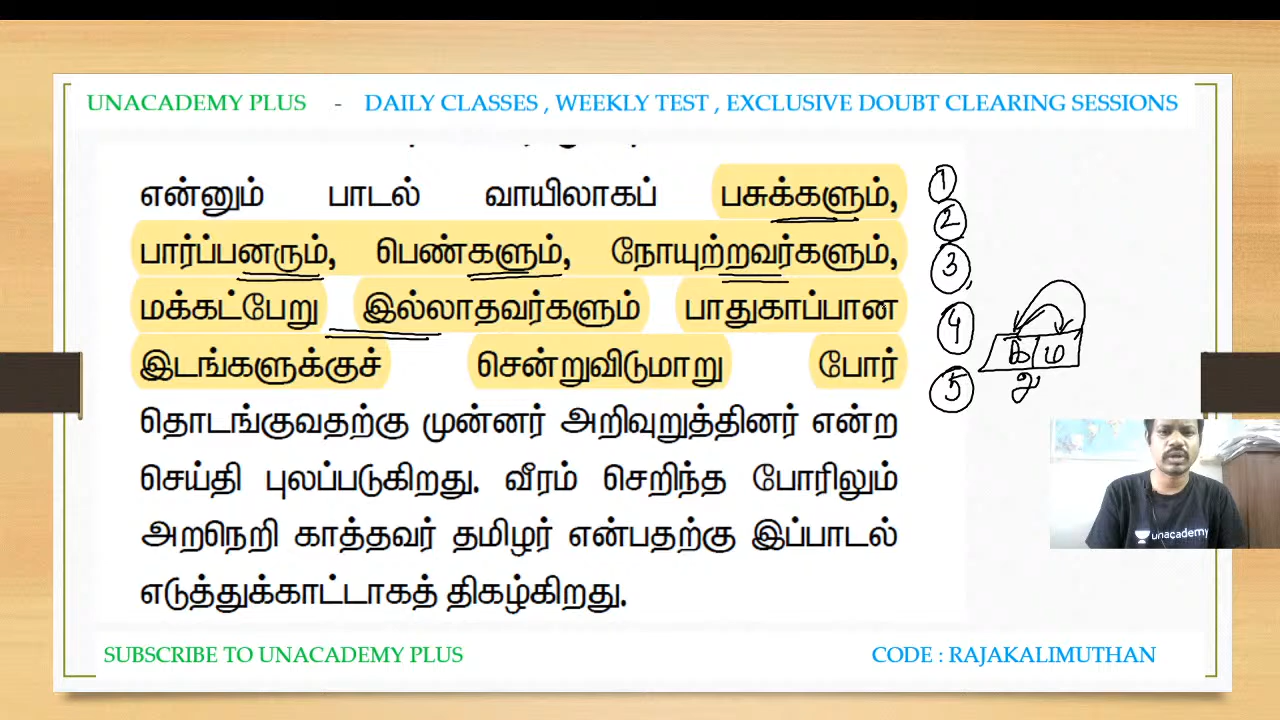 UNACADEMY PLUS - DAILY CLASSES , WEEKLY TEST , EXCLUSIVE DOUBT CLEARING SESSIONS
என்னும் பாடல் வாயிலாகப் பசுக்களும்,
பார்ப்பனரும், பெண்களும், நோயுற்றவர்களும்,
மக்கட்பேறு இல்லாதவர்களும் பாதுகாப்பான
இடங்களுக்குச் சென்றுவிடுமாறு போர்
தொடங்குவதற்கு முன்னர் அறிவுறுத்தினர் என்ற
செய்தி புலப்படுகிறது. வீரம் செறிந்த போரிலும்
அறநெறி காத்தவர் தமிழர் என்பதற்கு இப்பாடல்
எடுத்துக்காட்டாகத் திகழ்கிறது.
1
2
3
4
5
unacademy
SUBSCRIBE TO UNACADEMY PLUS CODE : RAJAKALIMUTHAN